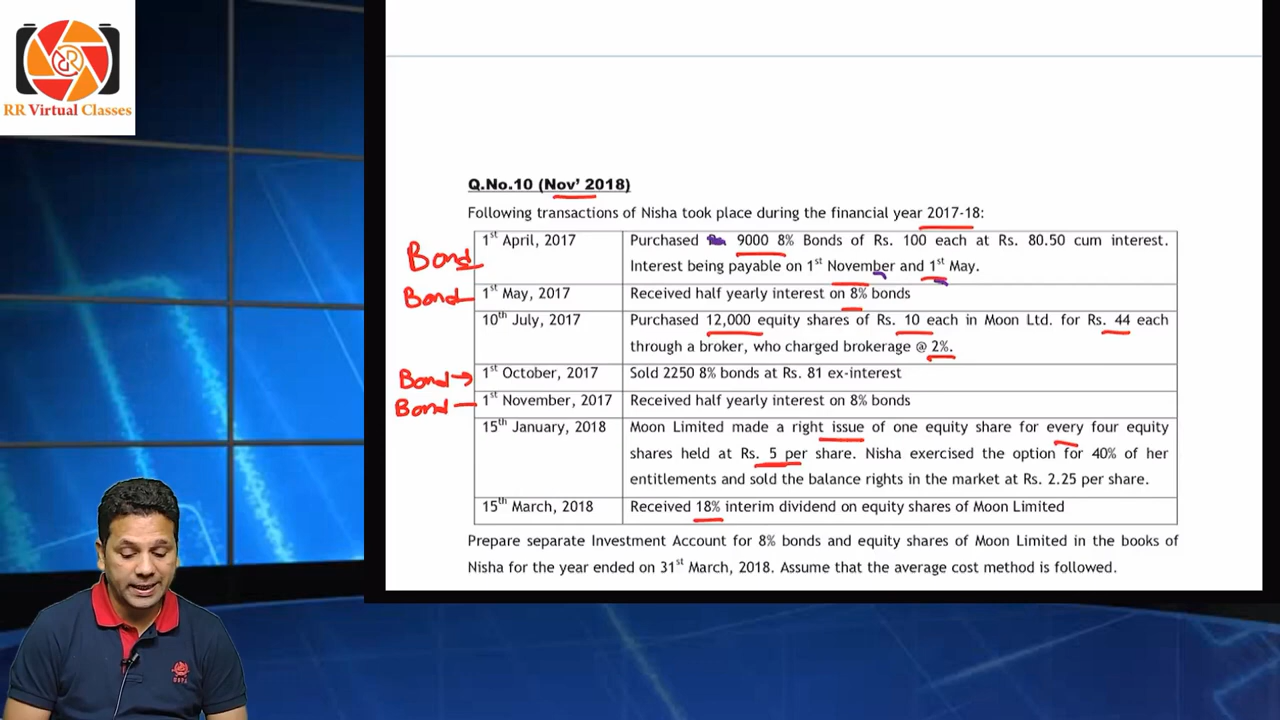 RR Virtual Classes
Q.No.10 (Nov' 2018)
Following transactions of Nisha took place during the financial year 2017-18:
Bond 1st April, 2017 Purchased 9000 8% Bonds of Rs. 100 each at Rs. 80.50 cum interest.
Interest being payable on 1st November and 1st May.
Bond 1st May, 2017 Received half yearly interest on 8% bonds
10th July, 2017 Purchased 12,000 equity shares of Rs. 10 each in Moon Ltd. for Rs. 44 each
through a broker, who charged brokerage @ 2%.
Bond → 1st October, 2017 Sold 2250 8% bonds at Rs. 81 ex-interest
Bond 1st November, 2017 Received half yearly interest on 8% bonds
15th January, 2018 Moon Limited made a right issue of one equity share for every four equity
shares held at Rs. 5 per share. Nisha exercised the option for 40% of her
entitlements and sold the balance rights in the market at Rs. 2.25 per share.
15th March, 2018 Received 18% interim dividend on equity shares of Moon Limited
Prepare separate Investment Account for 8% bonds and equity shares of Moon Limited in the books of
Nisha for the year ended on 31st March, 2018. Assume that the average cost method is followed.